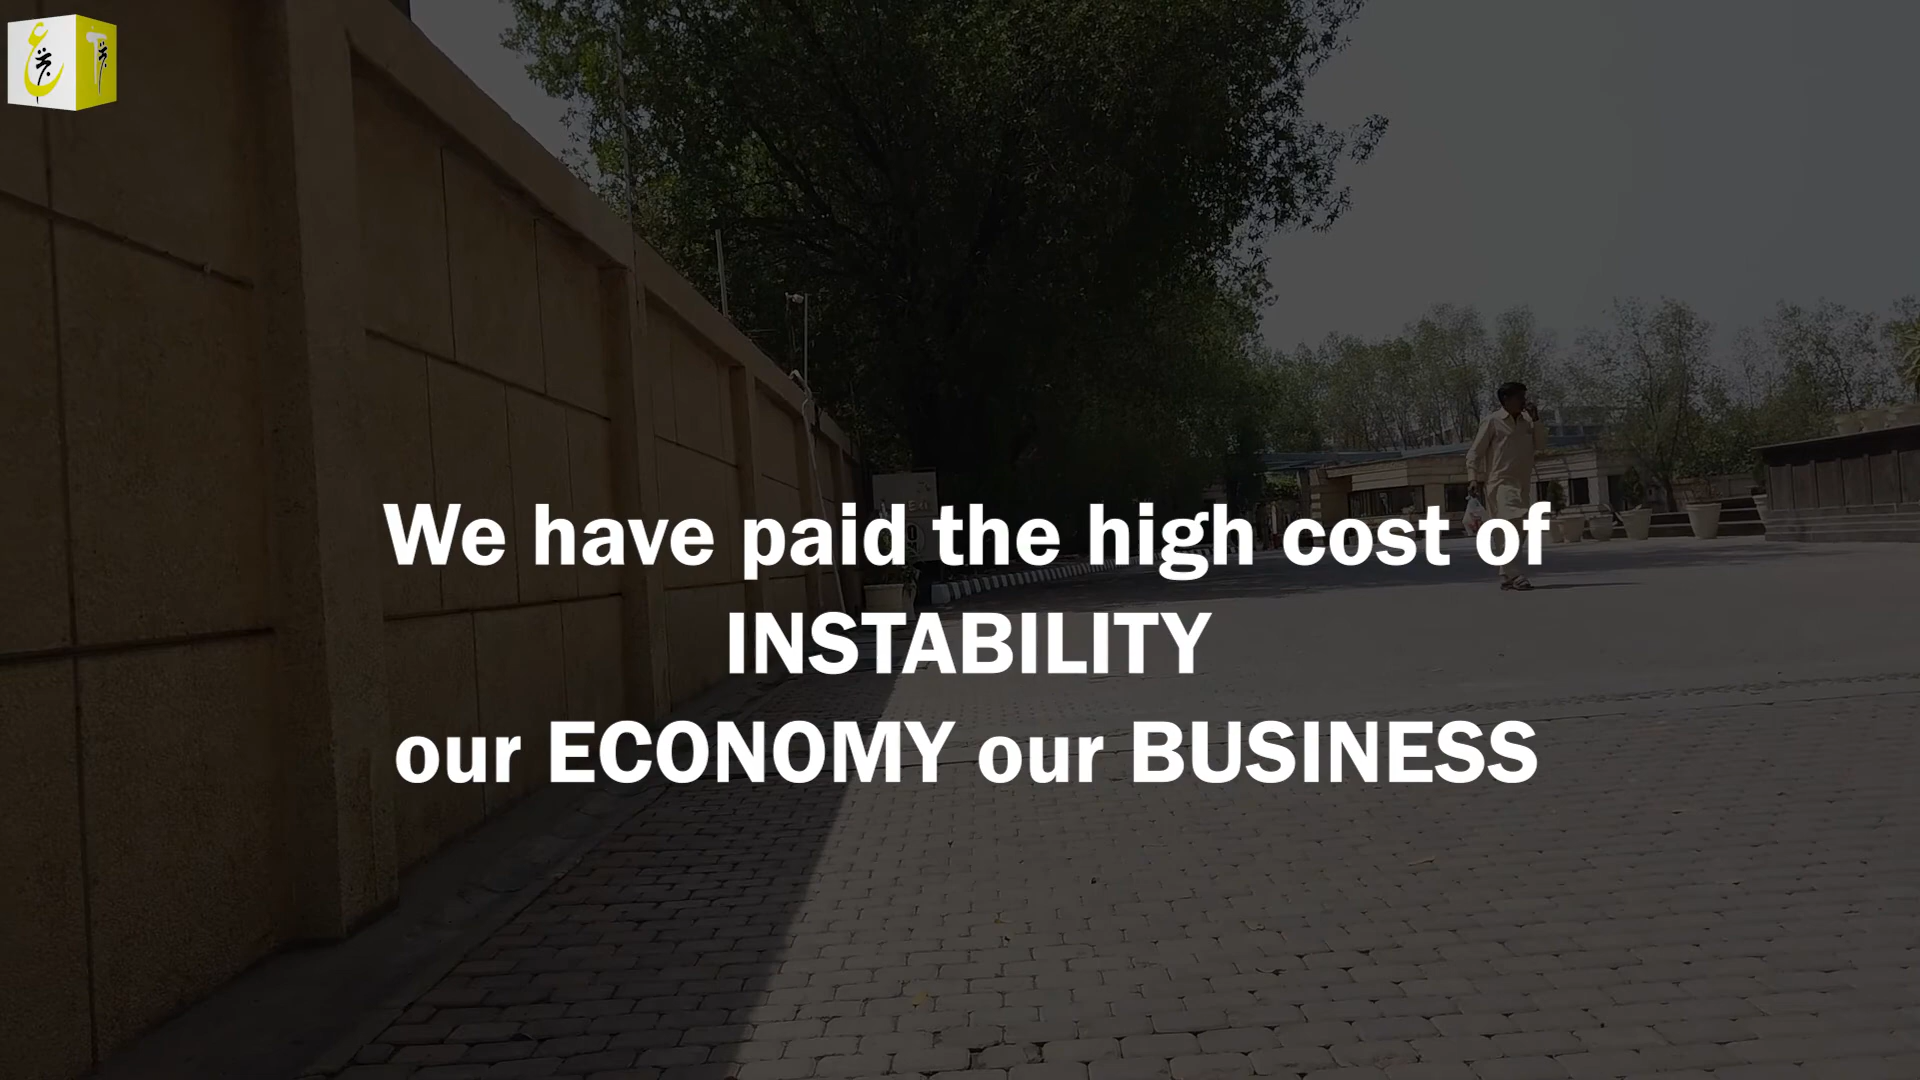 We have paid the high cost of
INSTABILITY
our ECONOMY our BUSINESS